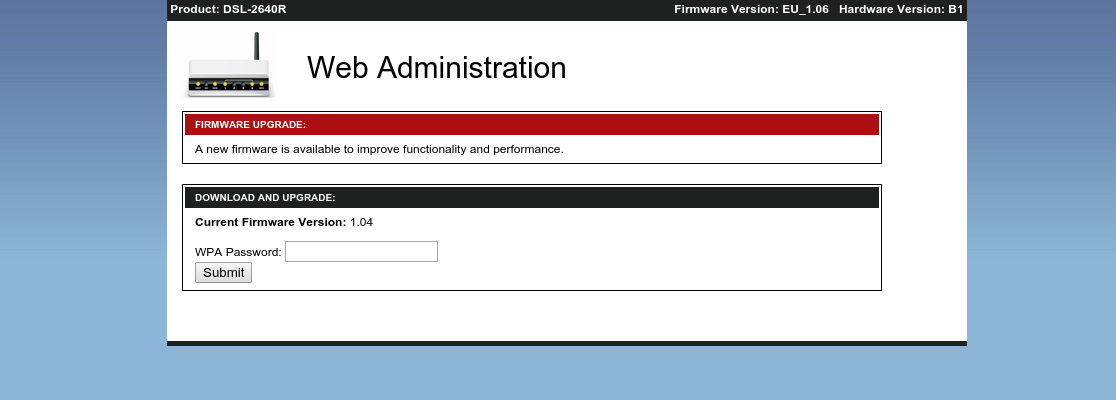 Product: DSL-2640R Firmware Version: EU_1.06 Hardware Version: B1
Web Administration
FIRMWARE UPGRADE:
A new firmware is available to improve functionality and performance.
DOWNLOAD AND UPGRADE:
Current Firmware Version: 1.04
WPA Password:
Submit